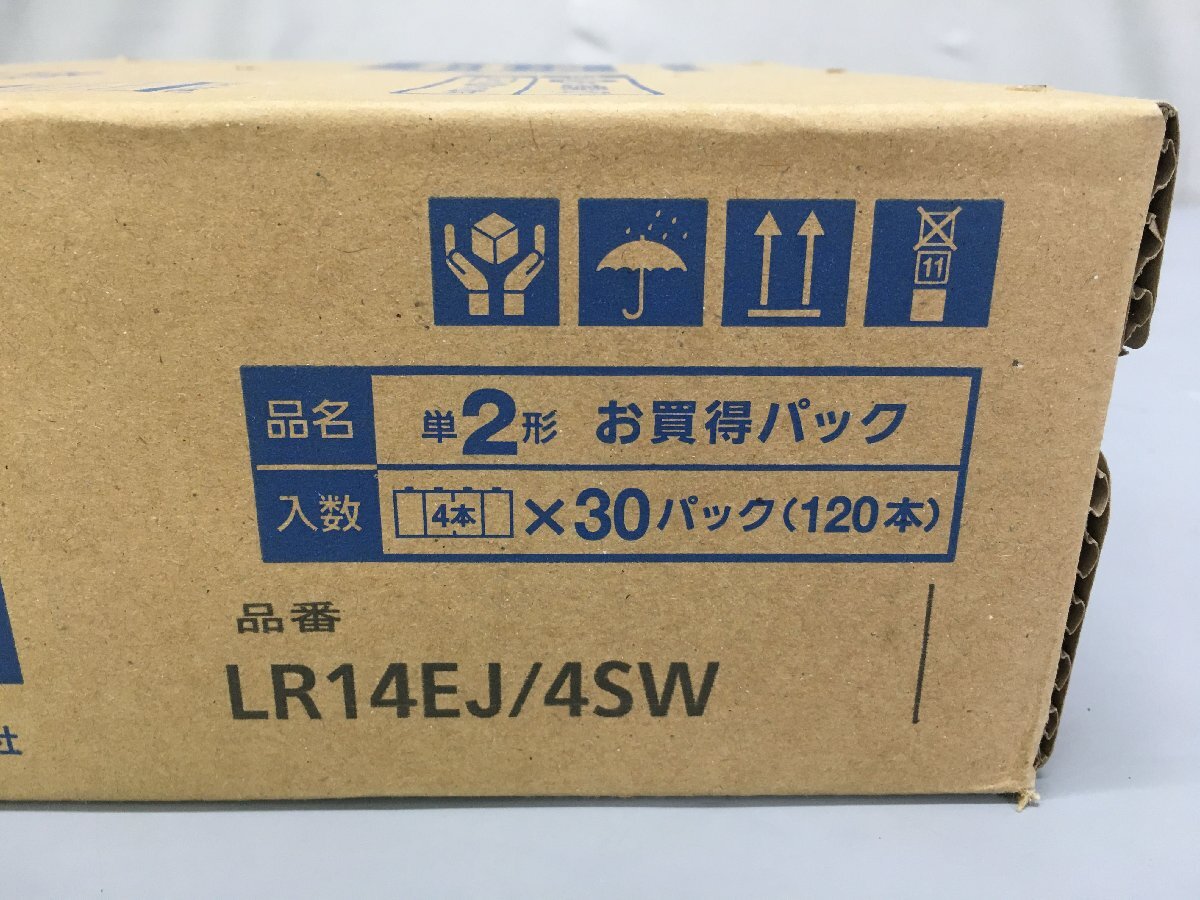 11
品名 単2形 お買得パック
入数 4本×30パック(120本)
品番
LR14EJ/4SW
社